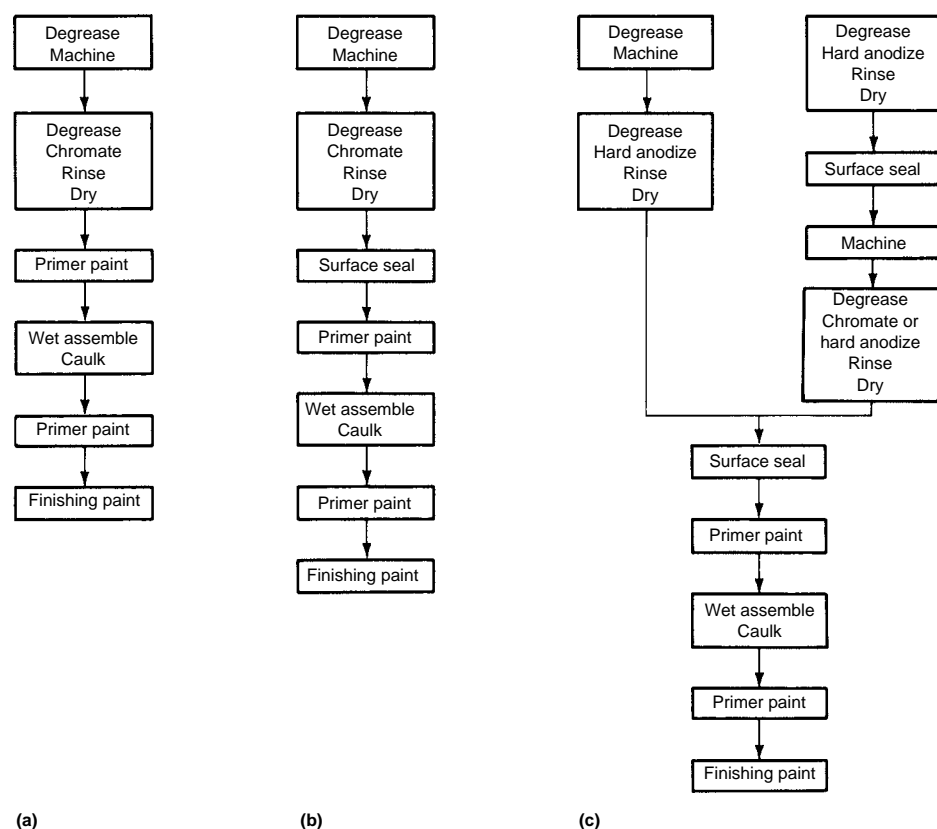 Degrease
Machine
Degrease
Chromate
Rinse
Dry
Primer paint
Wet assemble
Caulk
Primer paint
Finishing paint
(a)
Degrease
Machine
Degrease
Chromate
Rinse
Dry
Surface seal
Primer paint
Wet assemble
Caulk
Primer paint
Finishing paint
(b)
Degrease
Machine
Degrease
Hard anodize
Rinse
Dry
Degrease
Hard anodize
Rinse
Dry
Surface seal
Machine
Degrease
Chromate or
hard anodize
Rinse
Dry
Surface seal
Primer paint
Wet assemble
Caulk
Primer paint
Finishing paint
(c)